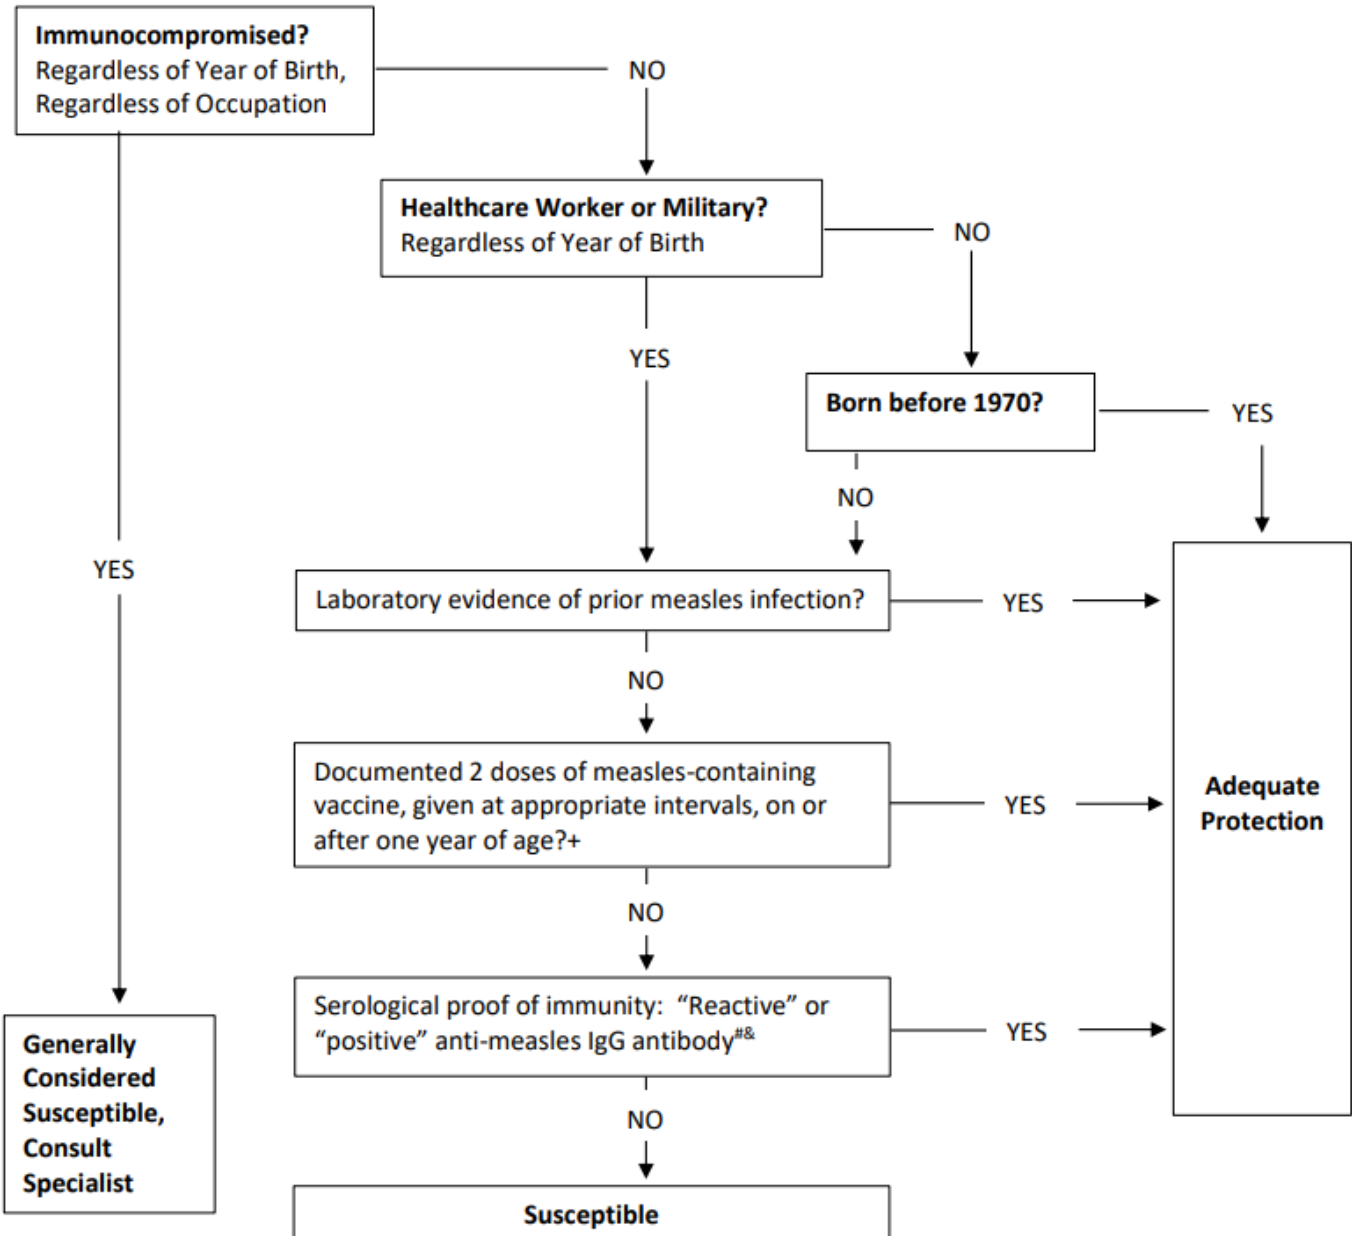 Immunocompromised?
Regardless of Year of Birth,
Regardless of Occupation
NO
Healthcare Worker or Military?
Regardless of Year of Birth
NO
YES
Born before 1970?
YES
NO
YES
Laboratory evidence of prior measles infection?
YES
NO
Documented 2 doses of measles-containing
vaccine, given at appropriate intervals, on or
after one year of age?+
YES
Adequate
Protection
NO
Serological proof of immunity: “Reactive” or
“positive” anti-measles IgG antibody#&
YES
Generally
Considered
Susceptible,
Consult
Specialist
NO
Susceptible